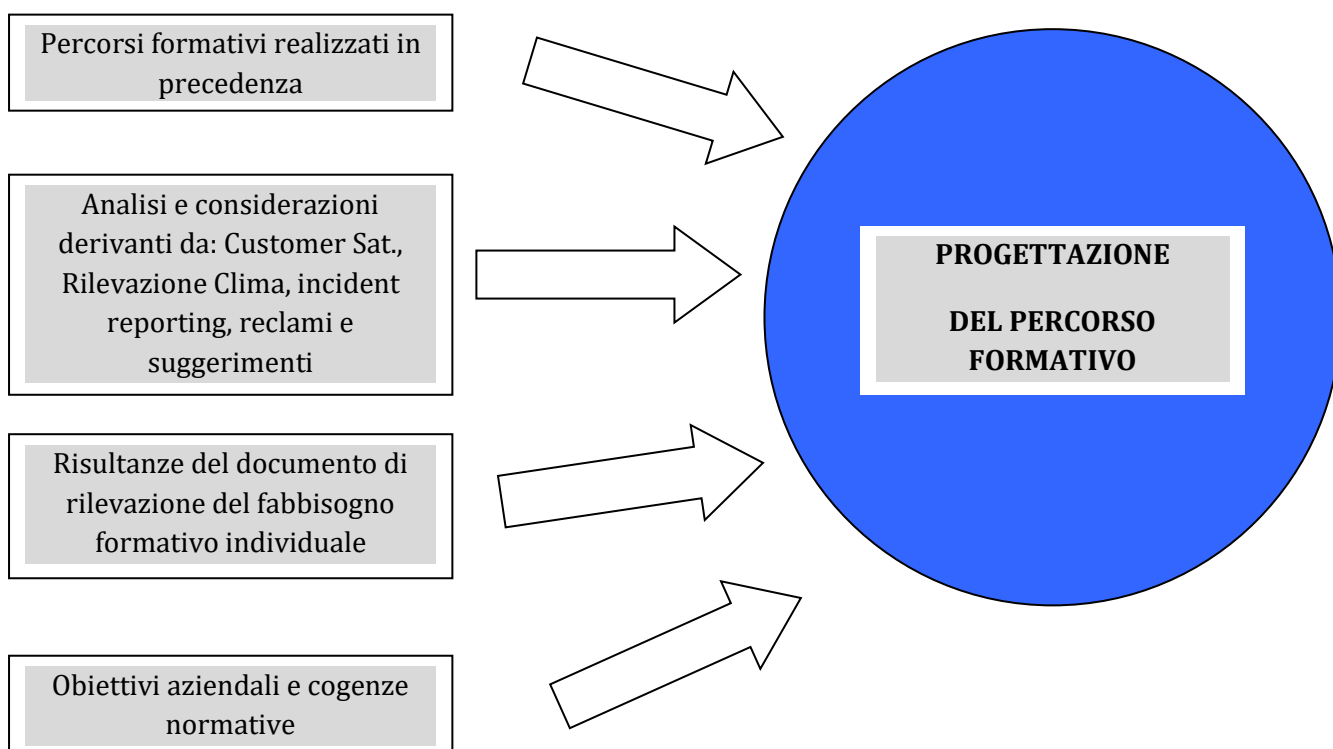 Percorsi formativi realizzati in
precedenza
Analisi e considerazioni
derivanti da: Customer Sat.,
Rilevazione Clima, incident
reporting, reclami e
suggerimenti
Risultanze del documento di
rilevazione del fabbisogno
formativo individuale
Obiettivi aziendali e cogenze
normative
PROGETTAZIONE
DEL PERCORSO
FORMATIVO